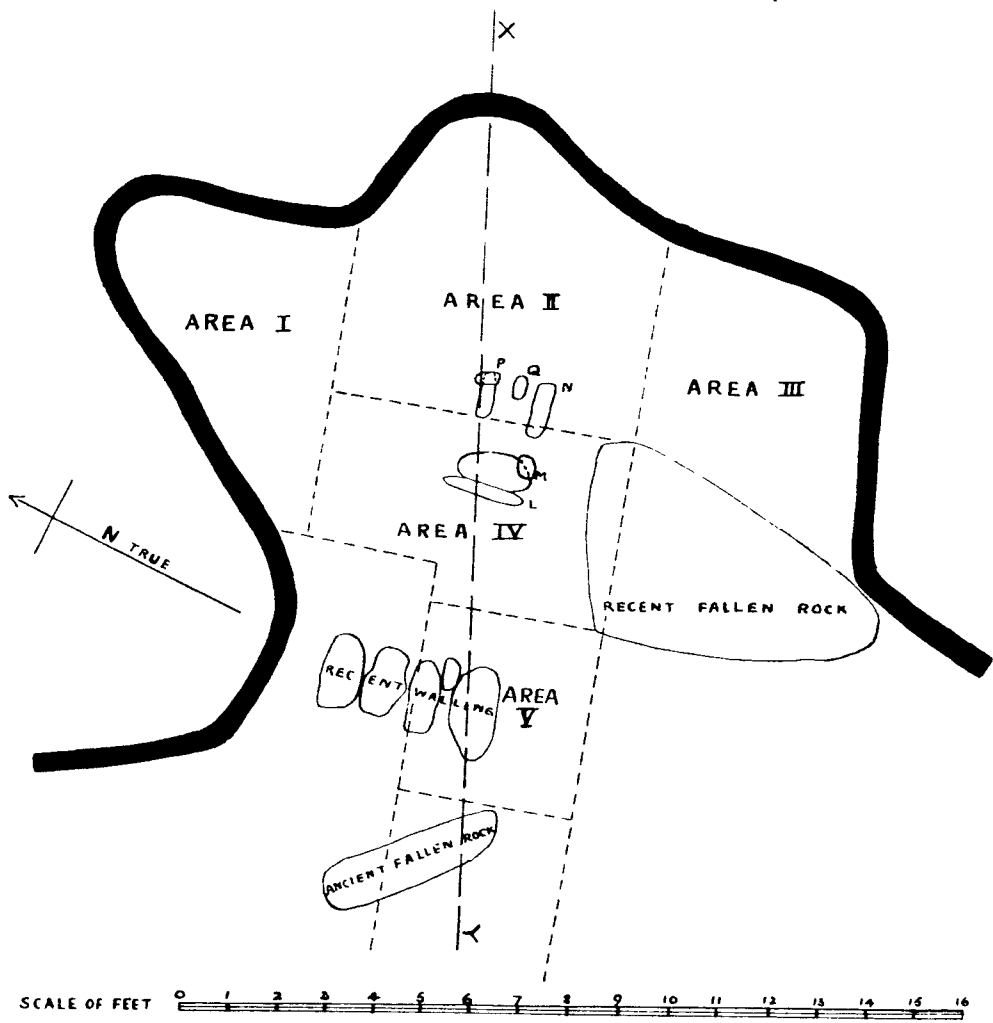 X
AREA I
AREA II
AREA III
P
Q
N
M
L
AREA IV
N TRUE
RECENT FALLEN ROCK
RECENT WALLING
AREA
V
ANCIENT FALLEN ROCK
Y
SCALE OF FEET 0 1 2 3 4 5 6 7 8 9 10 11 12 13 14 15 16